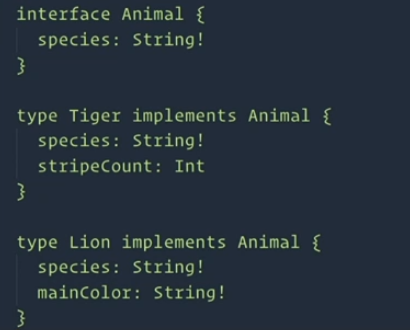 interface Animal {
  species: String!
}

type Tiger implements Animal {
  species: String!
  stripeCount: Int
}

type Lion implements Animal {
  species: String!
  mainColor: String!
}